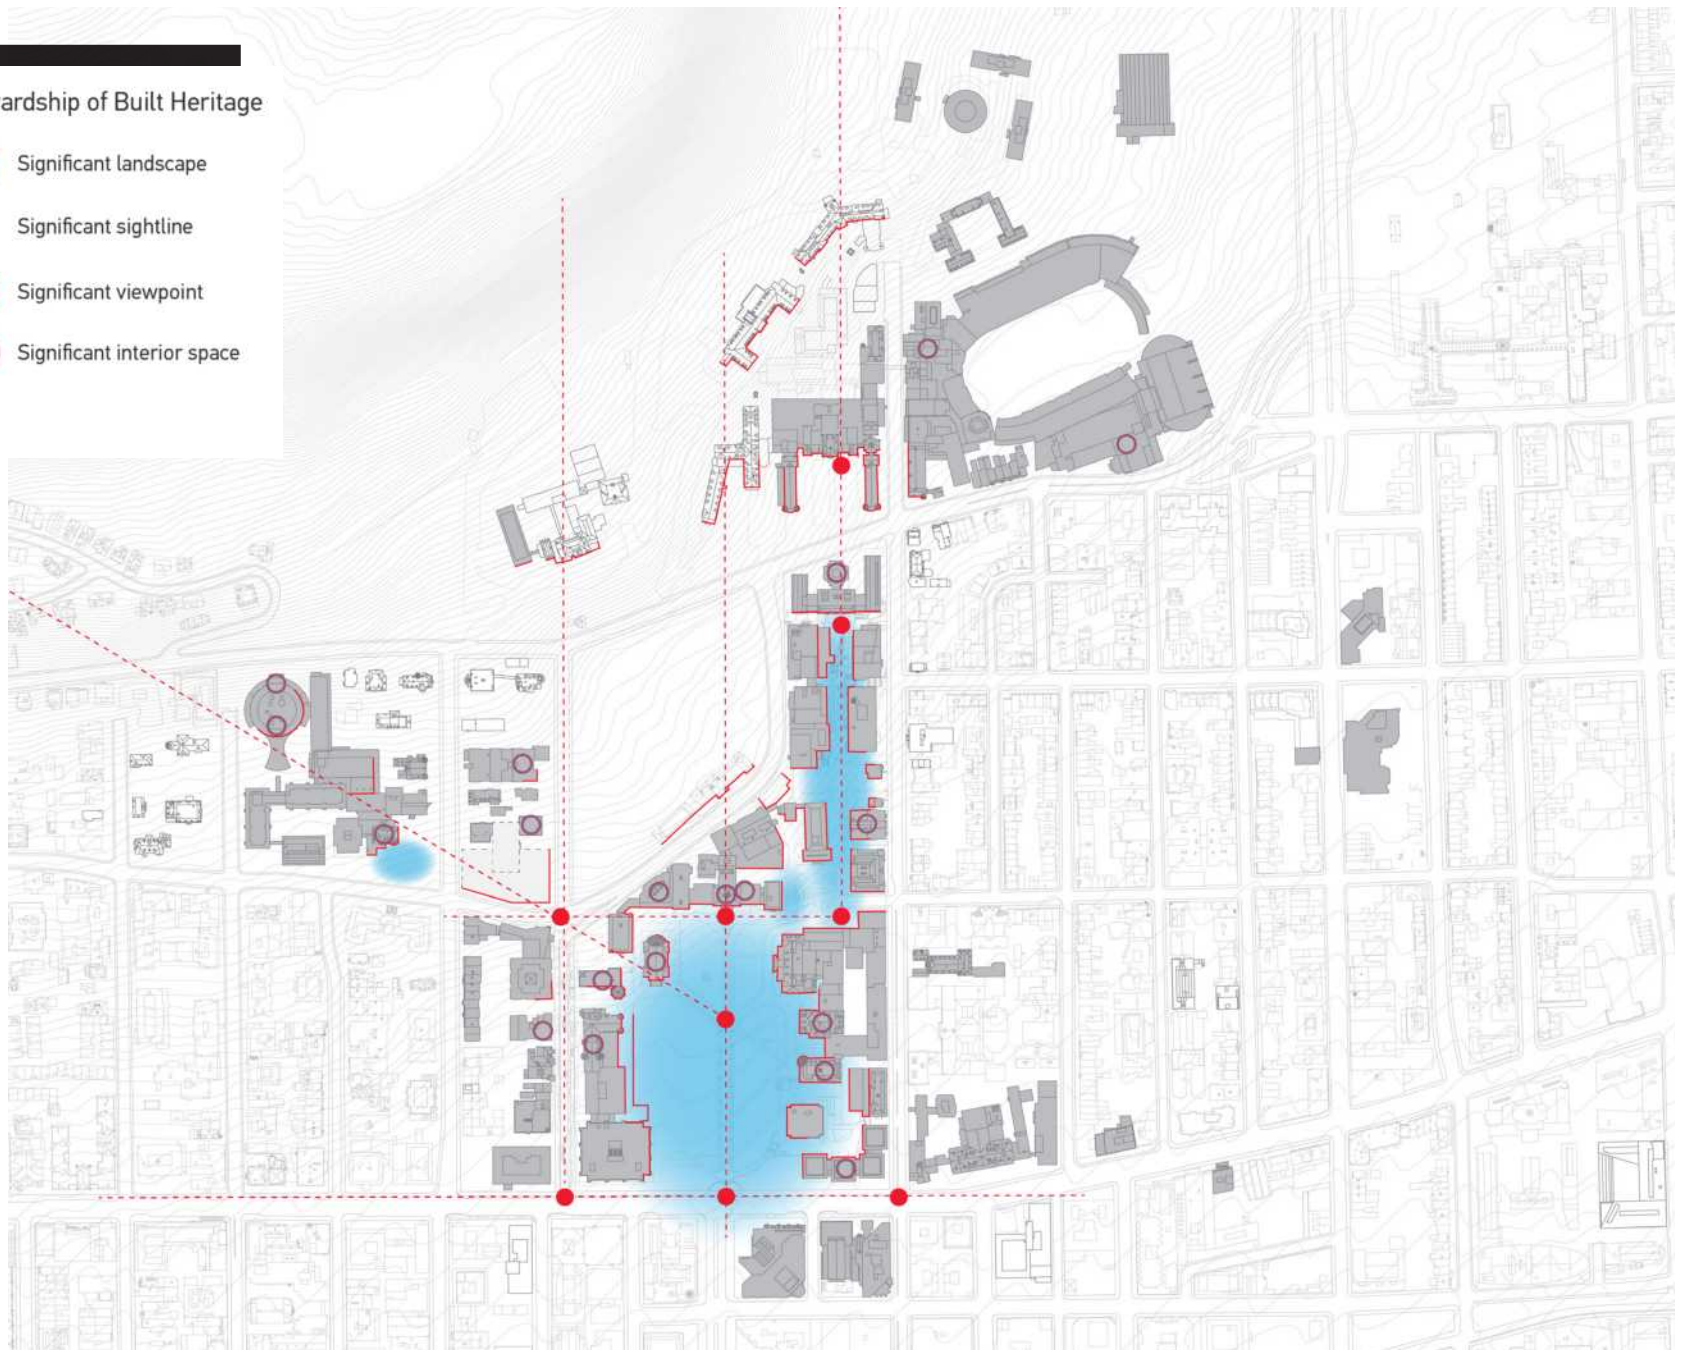 ardship of Built Heritage
Significant landscape
Significant sightline
Significant viewpoint
Significant interior space